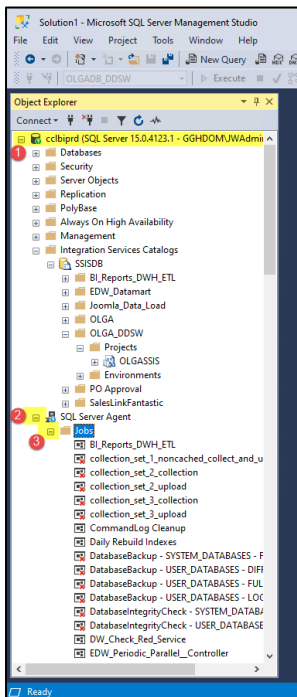 Solution1 - Microsoft SQL Server Management Studio
File Edit View Project Tools Window Help
New Query
OLGADB_DDSW Execute
Object Explorer
Connect
1
cclbiprd (SQL Server 15.0.4123.1 - GGHDOM\JWAdmi
Databases
Security
Server Objects
Replication
PolyBase
Always On High Availability
Management
Integration Services Catalogs
SSISDB
BI_Reports_DWH_ETL
EDW_Datamart
Joomla_Data_Load
OLGA
OLGA_DDSW
Projects
OLGASSIS
Environments
PO Approval
SalesLinkFantastic
2 SQL Server Agent
3 Jobs
BI_Reports_DWH_ETL
collection_set_1_noncached_collect_and_u
collection_set_2_collection
collection_set_2_upload
collection_set_3_collection
collection_set_3_upload
CommandLog Cleanup
Daily Rebuild Indexes
DatabaseBackup - SYSTEM_DATABASES - F
DatabaseBackup - USER_DATABASES - DIFF
DatabaseBackup - USER_DATABASES - FUL
DatabaseBackup - USER_DATABASES - LOG
DatabaseIntegrityCheck - SYSTEM_DATABA
DatabaseIntegrityCheck - USER_DATABASE
DW_Check_Red_Service
EDW_Periodic_Parallel__Controller
Ready